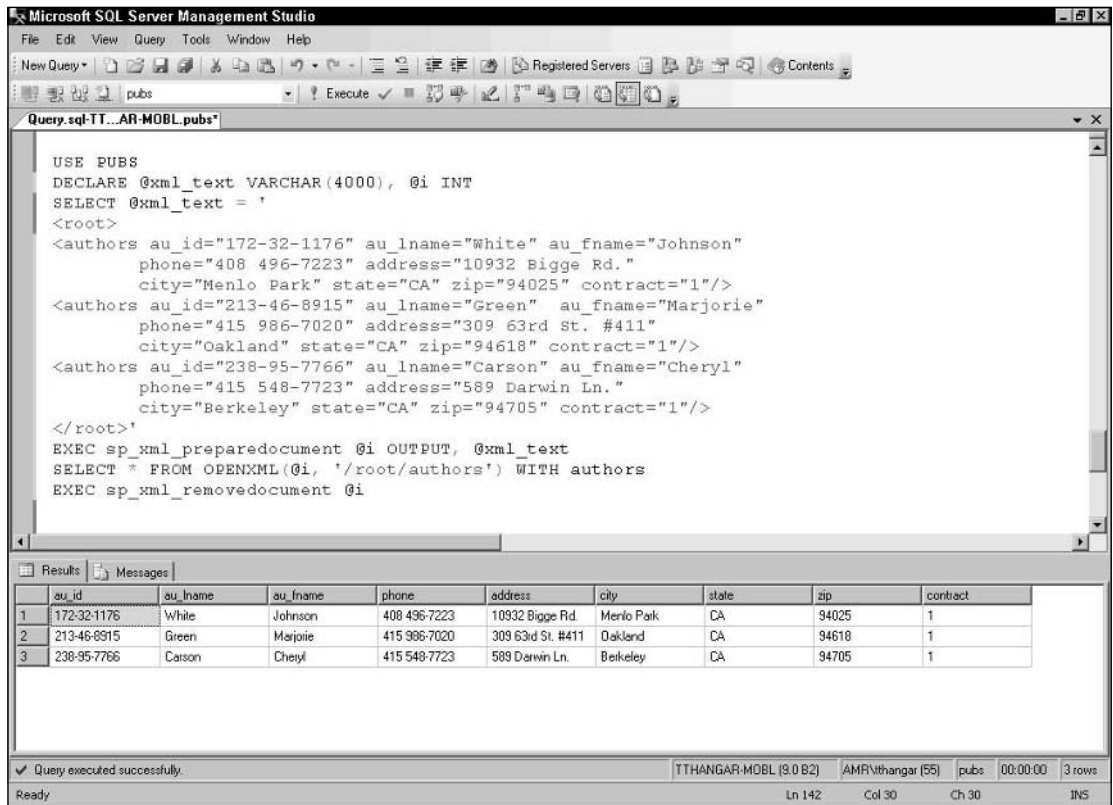 Microsoft SQL Server Management Studio
File Edit View Query Tools Window Help
New Query Registered Servers Contents
pubs Execute
Query.sql-TT...AR-MOBL.pubs*
USE PUBS
DECLARE @xml_text VARCHAR(4000), @i INT
SELECT @xml_text = '
<root>
<authors au_id="172-32-1176" au_lname="White" au_fname="Johnson"
phone="408 496-7223" address="10932 Bigge Rd."
city="Menlo Park" state="CA" zip="94025" contract="1"/>
<authors au_id="213-46-8915" au_lname="Green"  au_fname="Marjorie"
phone="415 986-7020" address="309 63rd St. #411"
city="Oakland" state="CA" zip="94618" contract="1"/>
<authors au_id="238-95-7766" au_lname="Carson" au_fname="Cheryl"
phone="415 548-7723" address="589 Darwin Ln."
city="Berkeley" state="CA" zip="94705" contract="1"/>
</root>'
EXEC sp_xml_preparedocument @i OUTPUT, @xml_text
SELECT * FROM OPENXML(@i, '/root/authors') WITH authors
EXEC sp_xml_removedocument @i
Results Messages
au_id au_lname au_fname phone address city state zip contract
1 172-32-1176 White Johnson 408 496-7223 10932 Bigge Rd. Menlo Park CA 94025 1
2 213-46-8915 Green Marjorie 415 986-7020 309 63rd St. #411 Oakland CA 94618 1
3 238-95-7766 Carson Cheryl 415 548-7723 589 Darwin Ln. Berkeley CA 94705 1
Query executed successfully. TTHANGAR-MOBL (9.0 B2) AMR\tthangar (55) pubs 00:00:00 3 rows
Ready Ln 142 Col 30 Ch 30 INS